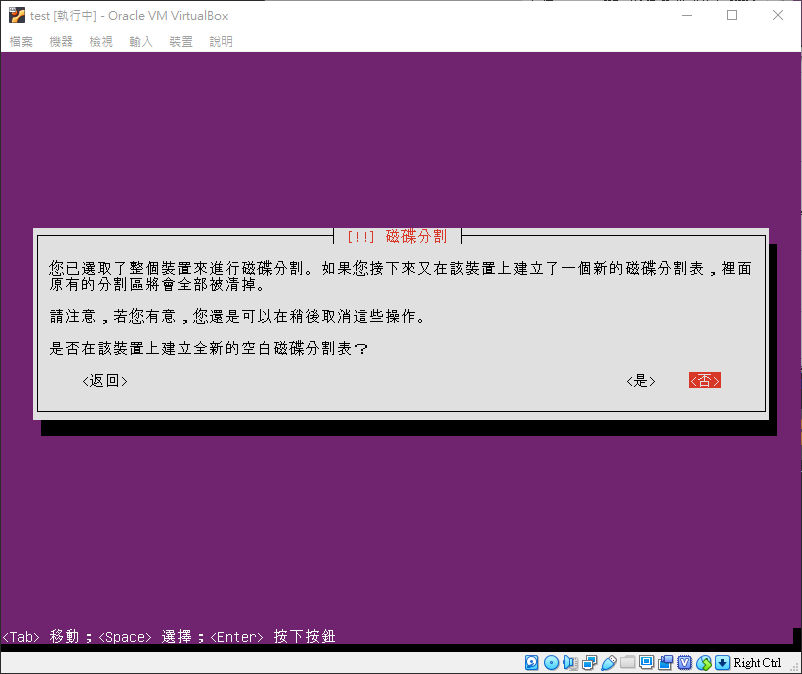 test [執行中] - Oracle VM VirtualBox
檔案 機器 檢視 輸入 裝置 說明
[!!] 磁碟分割
您已選取了整個裝置來進行磁碟分割。如果您接下來又在該裝置上建立了一個新的磁碟分割表，裡面
原有的分割區將會全部被清掉。
請注意，若您有意，您還是可以在稍後取消這些操作。
是否在該裝置上建立全新的空白磁碟分割表？
<返回> <是> <否>
<Tab> 移動；<Space> 選擇；<Enter> 按下按鈕
Right Ctrl